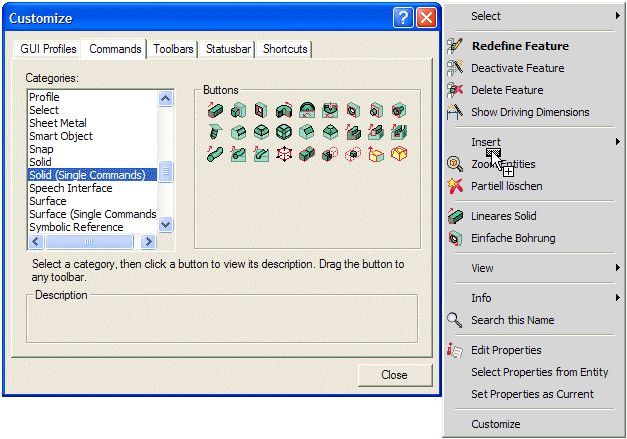 Customize
GUI Profiles Commands Toolbars Statusbar Shortcuts
Categories:
Profile
Select
Sheet Metal
Smart Object
Snap
Solid
Solid (Single Commands)
Speech Interface
Surface
Surface (Single Commands
Symbolic Reference
Buttons
Select a category, then click a button to view its description. Drag the button to
any toolbar.
Description
Close
Select
Redefine Feature
Deactivate Feature
Delete Feature
Show Driving Dimensions
Insert
Zoom Entities
Partiell löschen
Lineares Solid
Einfache Bohrung
View
Info
Search this Name
Edit Properties
Select Properties from Entity
Set Properties as Current
Customize